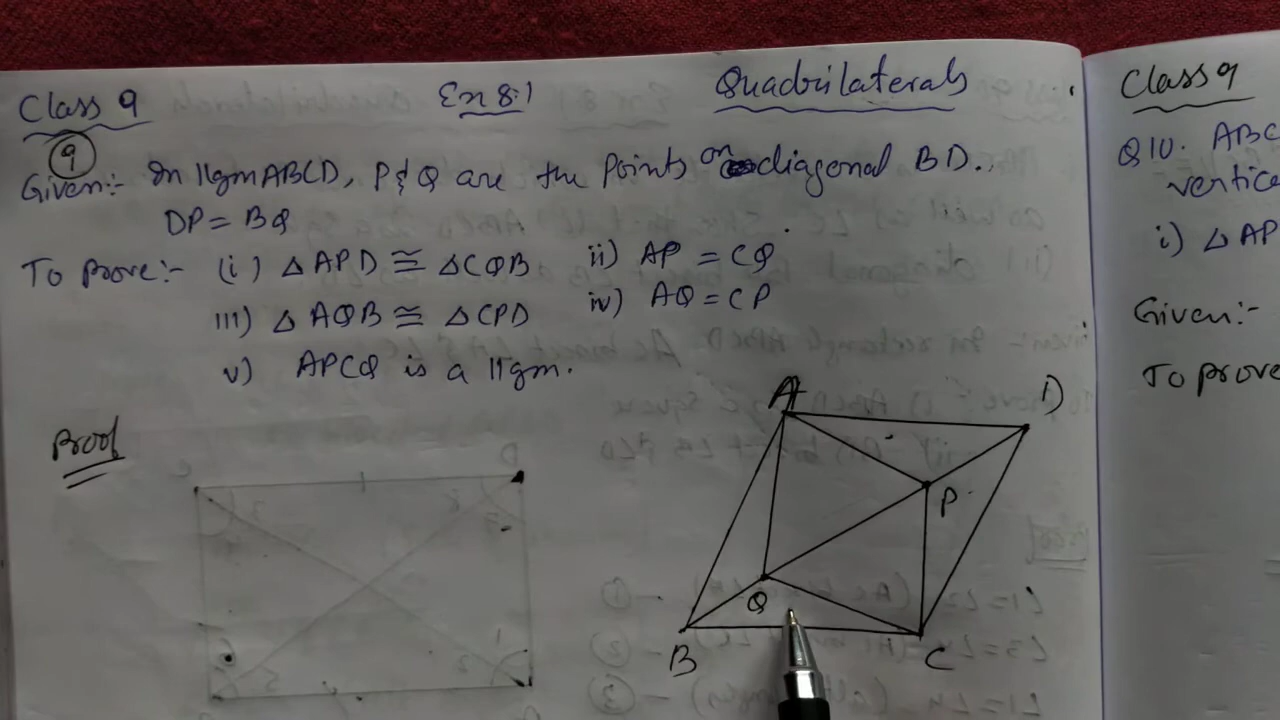 Class 9 Ex 8.1 Quadrilaterals
9
Given:- In ||gm ABCD, P & Q are the points on diagonal BD.
DP = BQ
To prove:- (i) △ APD ≅ △CQB ii) AP = CQ
iii) △ AQB ≅ △CPD iv) AQ = CP
v) APCQ is a ||gm.
Proof
A D
P
Q
B C
Class 9
Q10. ABC
vertice
i) △ AP
Given:-
To prove